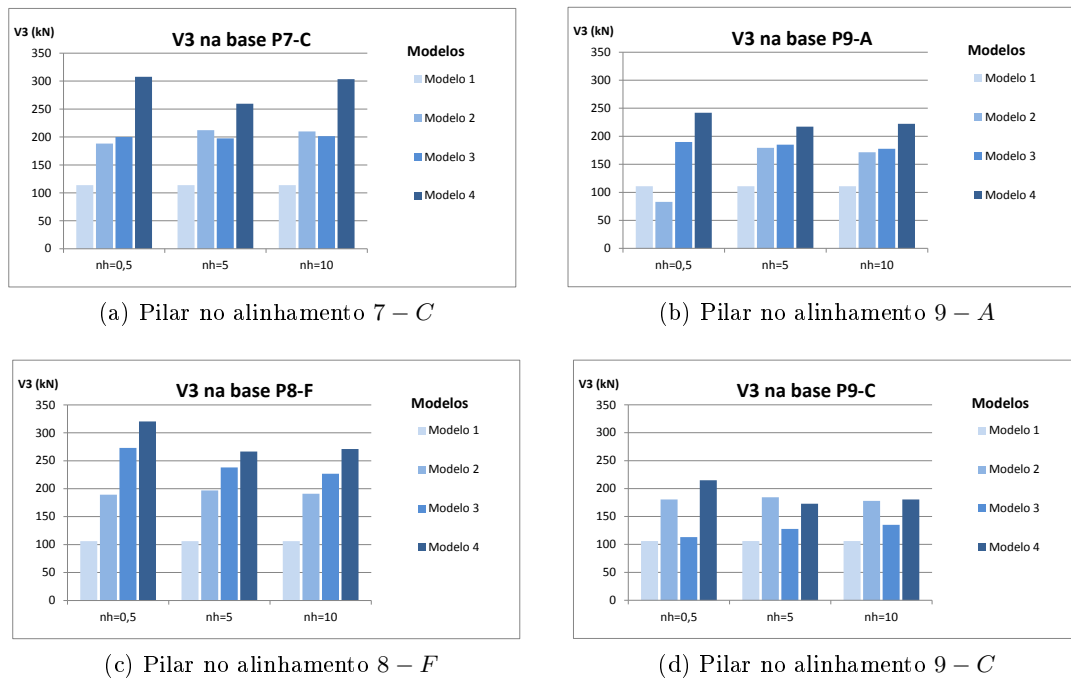 V3 (kN)
V3 na base P7-C
Modelos
350
300
250
200
150
100
50
0
nh=0,5
nh=5
nh=10
Modelo 1
Modelo 2
Modelo 3
Modelo 4
(a) Pilar no alinhamento 7 − C
V3 (kN)
V3 na base P9-A
Modelos
350
300
250
200
150
100
50
0
nh=0,5
nh=5
nh=10
Modelo 1
Modelo 2
Modelo 3
Modelo 4
(b) Pilar no alinhamento 9 − A
V3 (kN)
V3 na base P8-F
Modelos
350
300
250
200
150
100
50
0
nh=0,5
nh=5
nh=10
Modelo 1
Modelo 2
Modelo 3
Modelo 4
(c) Pilar no alinhamento 8 − F
V3 (kN)
V3 na base P9-C
Modelos
350
300
250
200
150
100
50
0
nh=0,5
nh=5
nh=10
Modelo 1
Modelo 2
Modelo 3
Modelo 4
(d) Pilar no alinhamento 9 − C